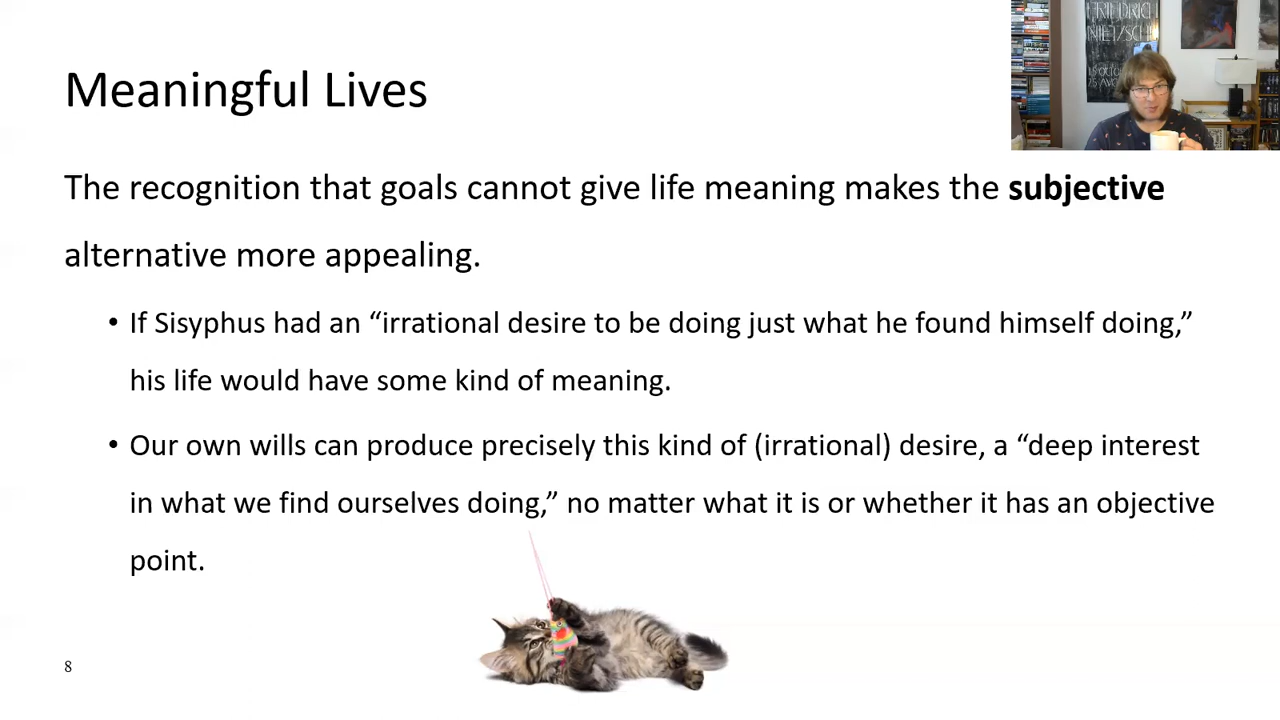 Meaningful Lives
The recognition that goals cannot give life meaning makes the subjective
alternative more appealing.
• If Sisyphus had an “irrational desire to be doing just what he found himself doing,”
his life would have some kind of meaning.
• Our own wills can produce precisely this kind of (irrational) desire, a “deep interest
in what we find ourselves doing,” no matter what it is or whether it has an objective
point.
8